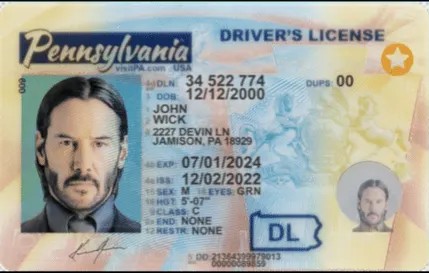 Pennsylvania
visitPA.com USA
DRIVER'S LICENSE
009
4d DLN: 34 522 774 DUPS: 00
3 DOB: 12/12/2000
1 JOHN
2 WICK
8 2227 DEVIN LN
JAMISON, PA 18929
4b EXP: 07/01/2024
4a ISS: 12/02/2022
15 SEX: M 18 EYES: GRN
16 HGT: 5'-07"
9 CLASS: C
9a END: NONE
12 RESTR: NONE
DL
5 DD: 21364399979013
00000089859